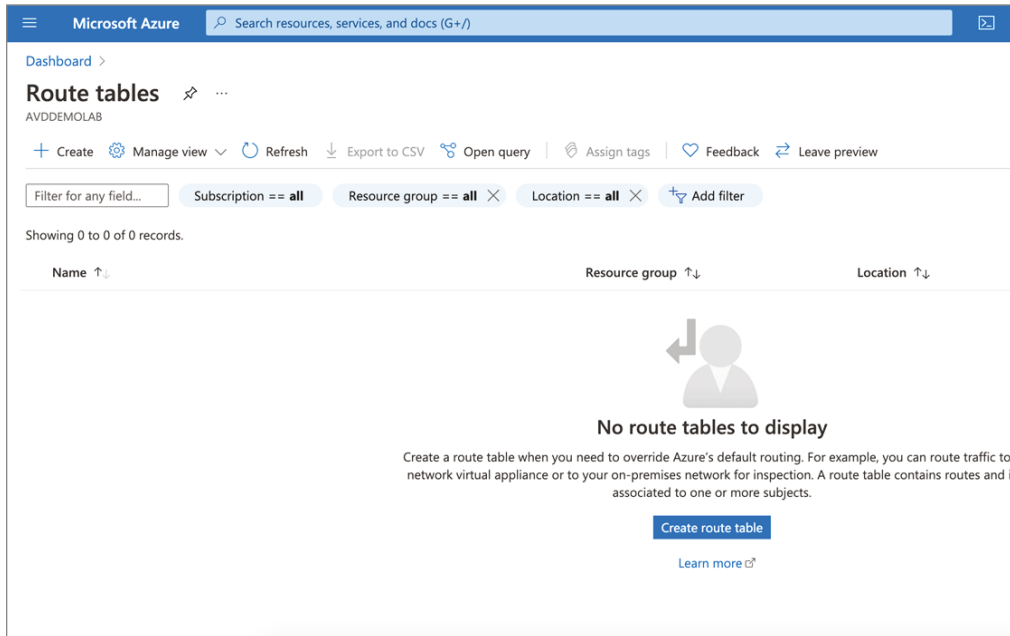 Microsoft Azure
Search resources, services, and docs (G+/)
Dashboard >
Route tables ...
AVDDEMOLAB
+ Create Manage view Refresh Export to CSV Open query Assign tags Feedback Leave preview
Filter for any field... Subscription == all Resource group == all Location == all Add filter
Showing 0 to 0 of 0 records.
Name ↑↓ Resource group ↑↓ Location ↑↓
No route tables to display
Create a route table when you need to override Azure's default routing. For example, you can route traffic to
network virtual appliance or to your on-premises network for inspection. A route table contains routes and
associated to one or more subjects.
Create route table
Learn more